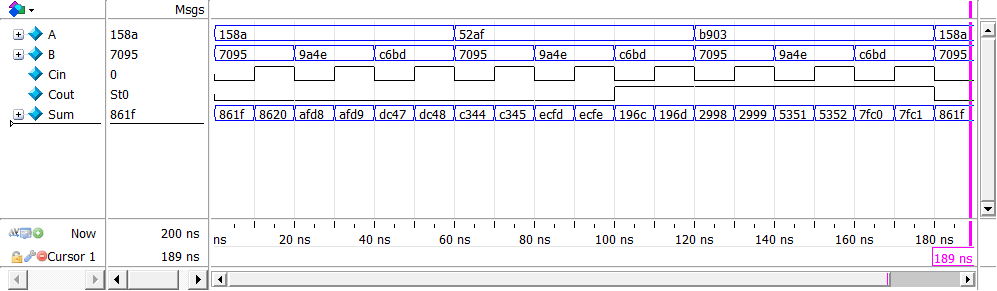 Msgs
A 158a 158a 52af b903 158a
B 7095 7095 9a4e c6bd 7095 9a4e c6bd 7095 9a4e c6bd 7095
Cin 0
Cout St0
Sum 861f 861f 8620 afd8 afd9 dc47 dc48 c344 c345 ecfd ecfe 196c 196d 2998 2999 5351 5352 7fc0 7fc1 861f
Now 200 ns ns 20 ns 40 ns 60 ns 80 ns 100 ns 120 ns 140 ns 160 ns 180 ns
Cursor 1 189 ns 189 ns